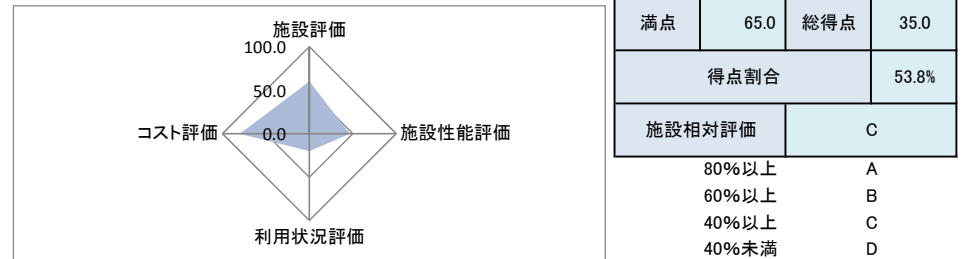 施設評価
100.0
50.0
0.0
コスト評価
施設性能評価
利用状況評価
満点 65.0 総得点 35.0
得点割合 53.8%
施設相対評価 C
80%以上 A
60%以上 B
40%以上 C
40%未満 D